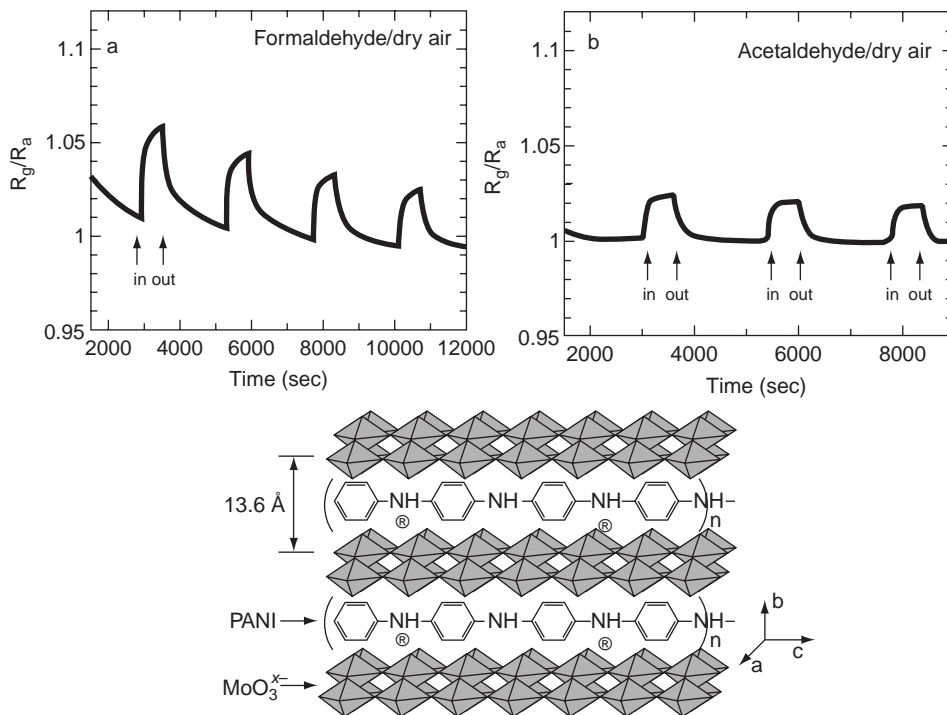 a
Formaldehyde/dry air
1.1
1.05
1
0.95
Rg/Ra
in out
2000 4000 6000 8000 10000 12000
Time (sec)
b
Acetaldehyde/dry air
1.1
1.05
1
0.95
Rg/Ra
in out
in out
in out
2000 4000 6000 8000
Time (sec)
13.6 Å
NH NH NH NH
® ®
n
PANI
NH NH NH NH
® ®
n
MoO3x–
b
c
a